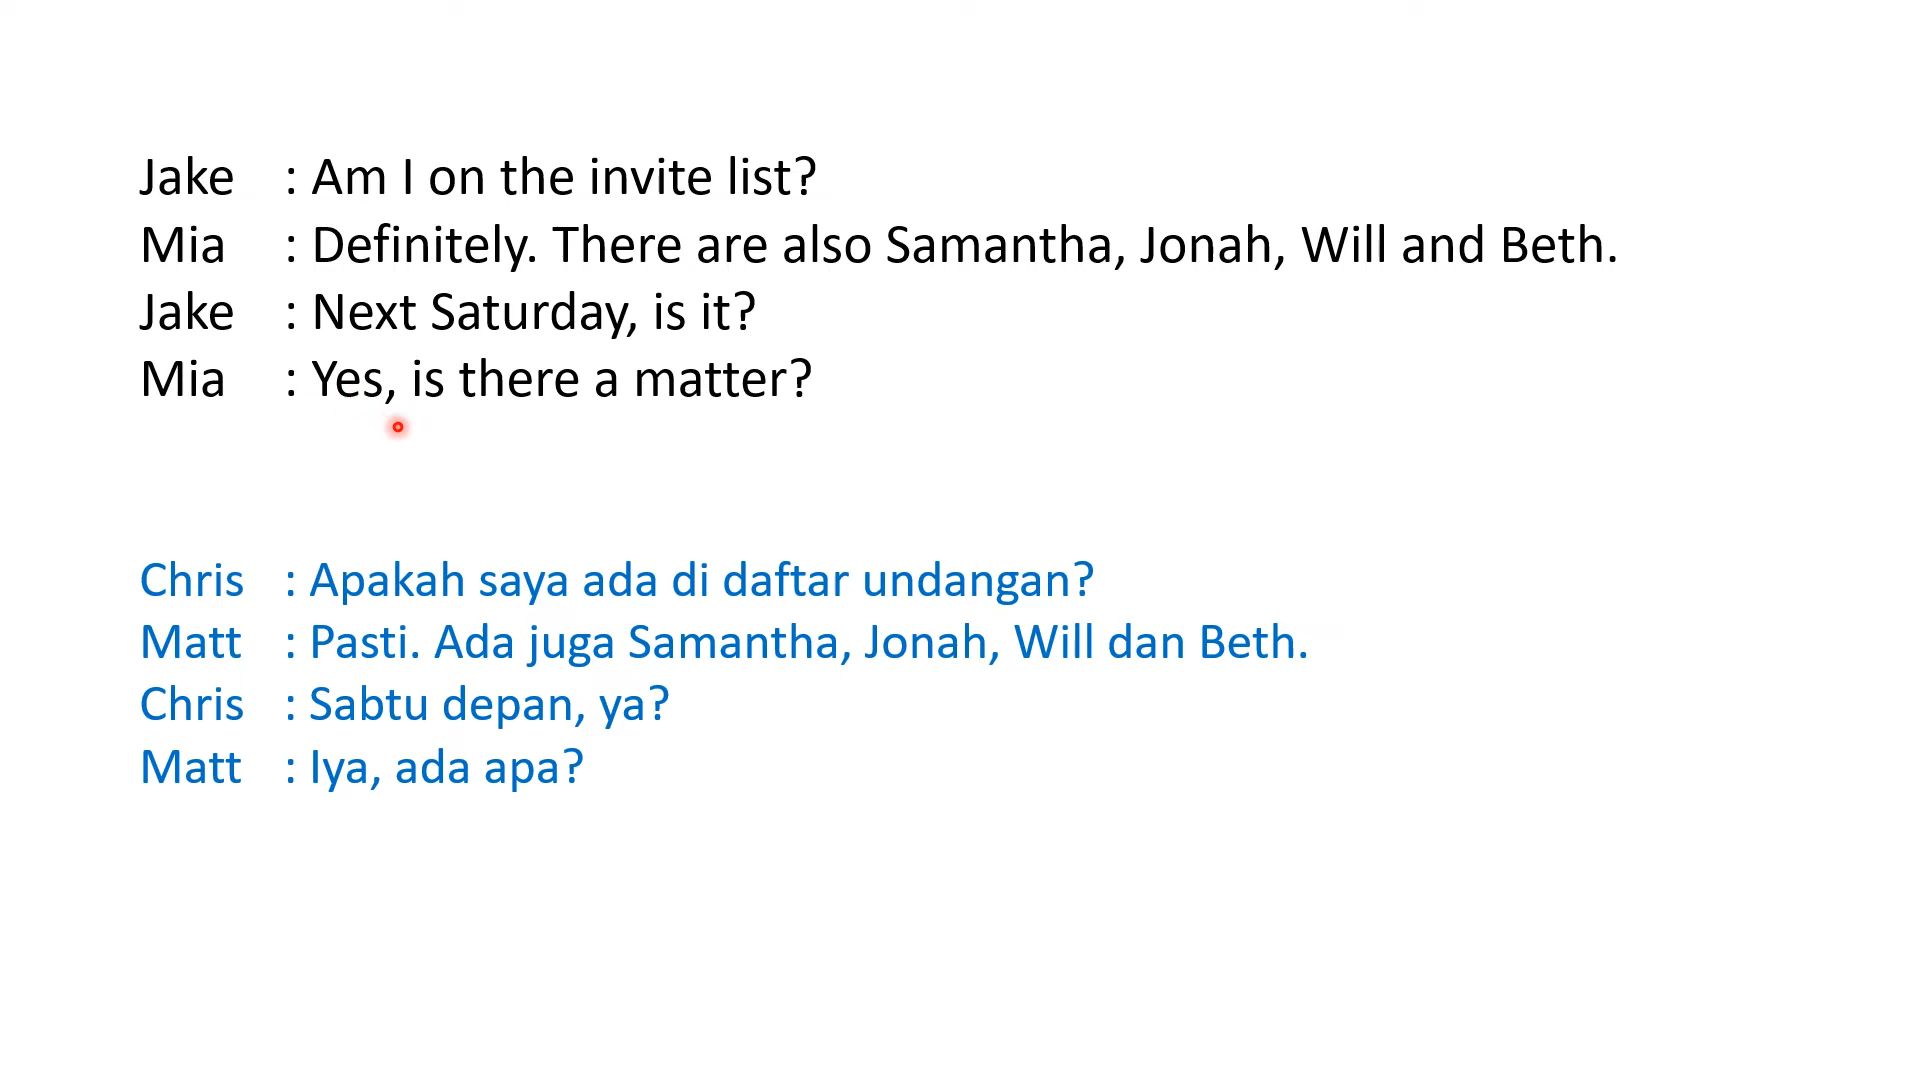 Jake : Am I on the invite list?
Mia : Definitely. There are also Samantha, Jonah, Will and Beth.
Jake : Next Saturday, is it?
Mia : Yes, is there a matter?
Chris : Apakah saya ada di daftar undangan?
Matt : Pasti. Ada juga Samantha, Jonah, Will dan Beth.
Chris : Sabtu depan, ya?
Matt : Iya, ada apa?